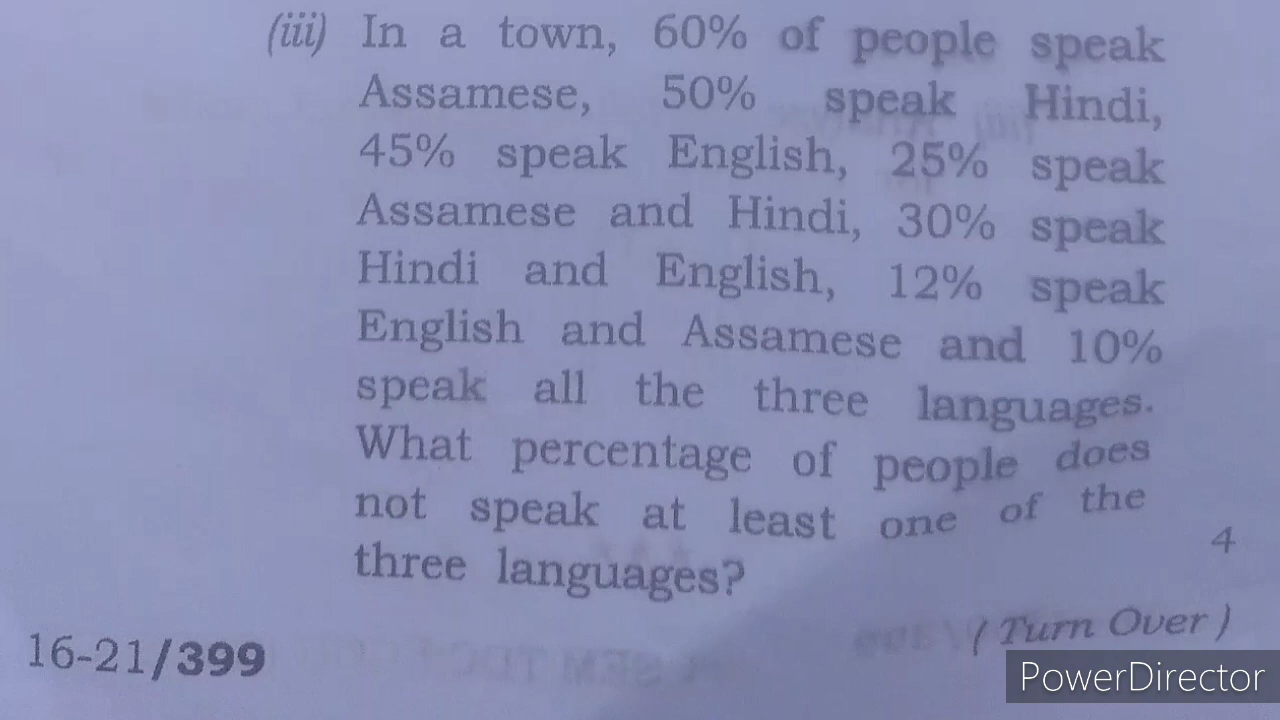 (iii) In a town, 60% of people speak
Assamese, 50% speak Hindi,
45% speak English, 25% speak
Assamese and Hindi, 30% speak
Hindi and English, 12% speak
English and Assamese and 10%
speak all the three languages.
What percentage of people does
not speak at least one of the
three languages?
4
16-21/399
( Turn Over )
PowerDirector